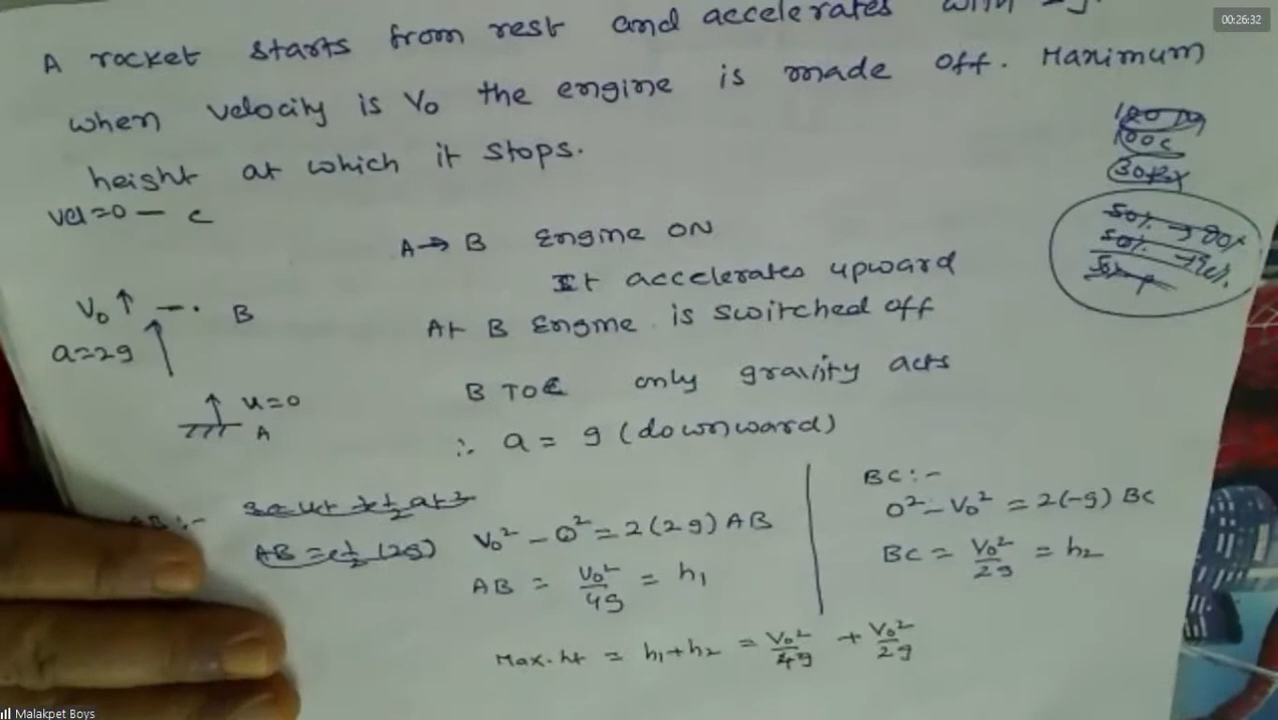 A rocket starts from rest and accelerates with 2g.
when velocity is V₀ the engine is made off. Maximum
height at which it stops.
vel=0 — c
A→B Engine ON
It accelerates upward
V₀↑ —· B
a=2g
At B Engine is switched off
B TO C only gravity acts
u=0
A
∴ a = g (downward)
AB:-
V₀² - 0² = 2(2g) AB
AB = V₀²/4g = h₁
BC:-
0² - V₀² = 2(-g) BC
BC = V₀²/2g = h₂
Max. ht = h₁+h₂ = V₀²/4g + V₀²/2g
00:26:32
Malakpet Boys